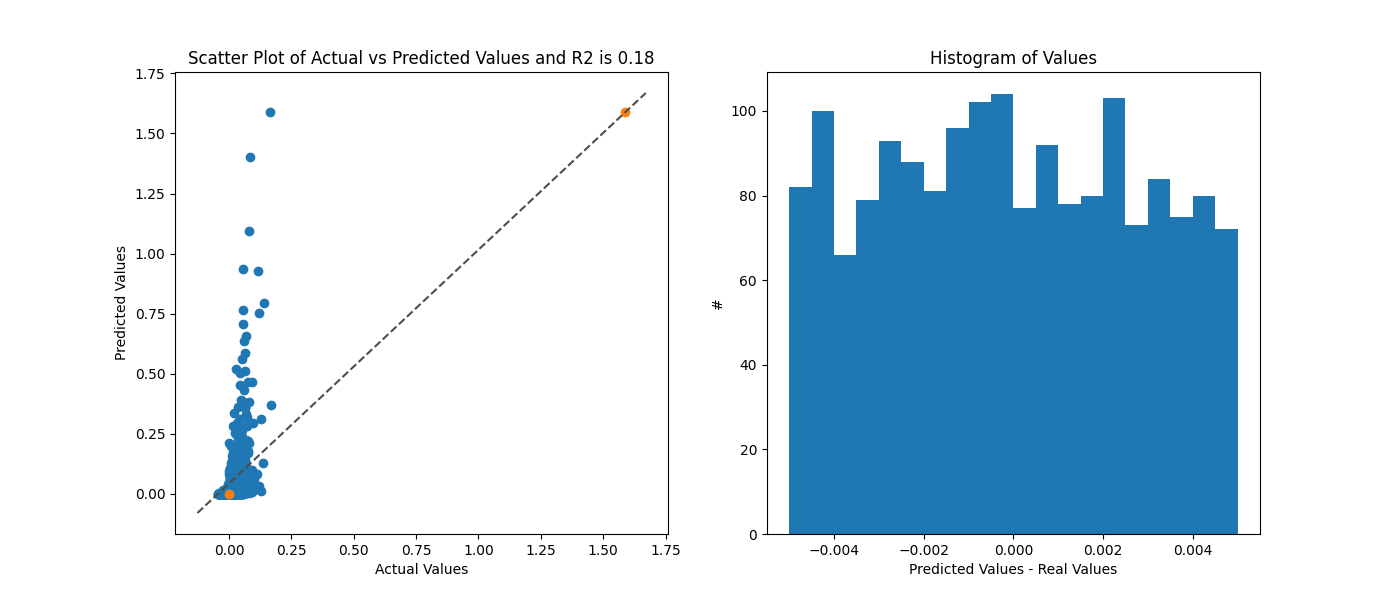 Scatter Plot of Actual vs Predicted Values and R2 is 0.18
Predicted Values
1.75
1.50
1.25
1.00
0.75
0.50
0.25
0.00
0.00 0.25 0.50 0.75 1.00 1.25 1.50 1.75
Actual Values
Histogram of Values
#
100
80
60
40
20
0
−0.004 −0.002 0.000 0.002 0.004
Predicted Values - Real Values